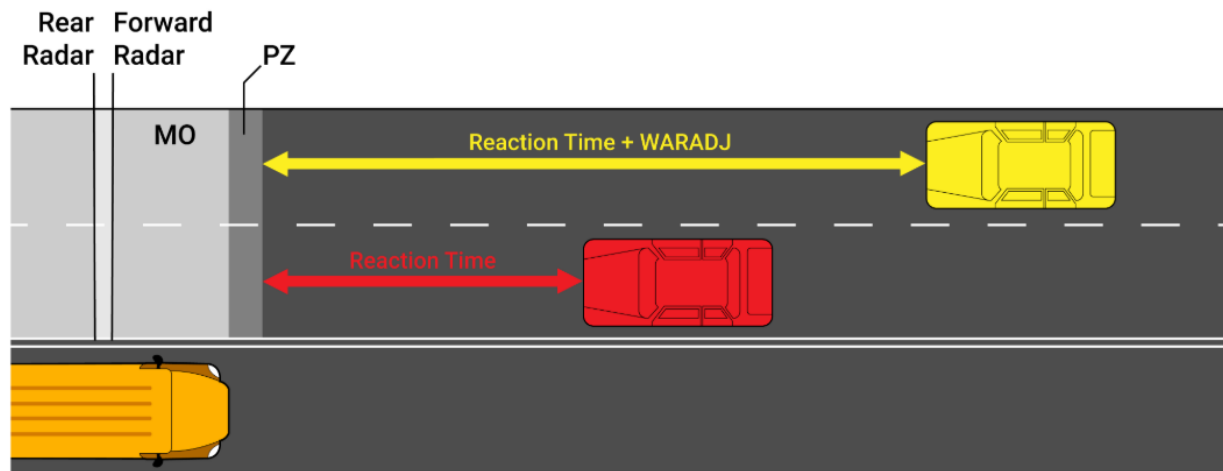 Rear Forward
Radar Radar
PZ
MO
Reaction Time + WARADJ
Reaction Time